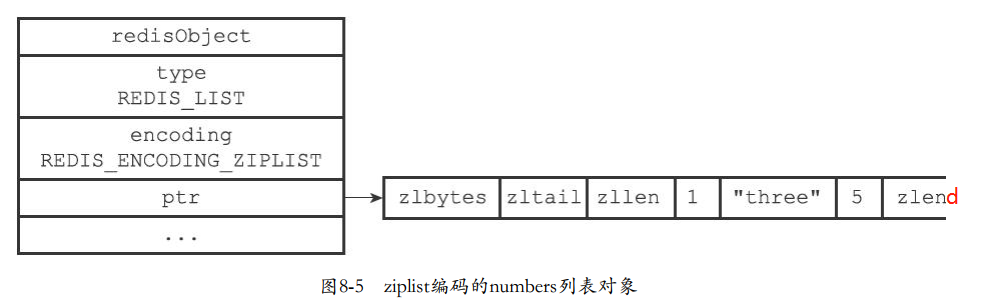 redisObject
type
REDIS_LIST
encoding
REDIS_ENCODING_ZIPLIST
ptr
zlbytes zltail zllen 1 "three" 5 zlend
...
图8-5 ziplist编码的numbers列表对象